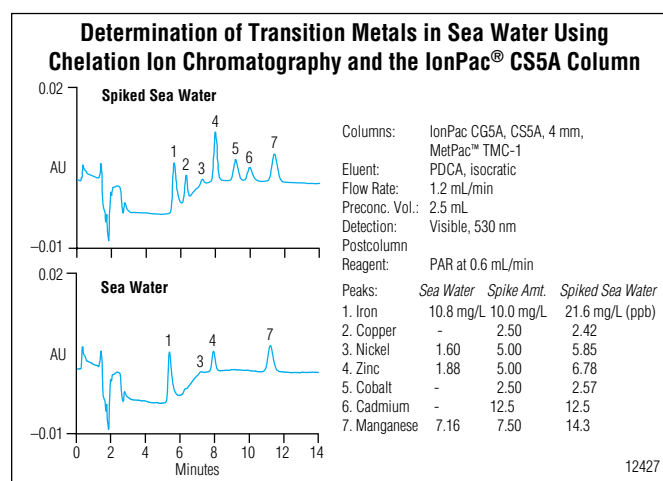 Determination of Transition Metals in Sea Water Using
Chelation Ion Chromatography and the IonPac® CS5A Column
0.02
Spiked Sea Water
AU
1
2
3
4
5
6
7
–0.01
0.02
Sea Water
AU
1
3
4
7
–0.01
0 2 4 6 8 10 12 14
Minutes
Columns: IonPac CG5A, CS5A, 4 mm,
MetPac™ TMC-1
Eluent: PDCA, isocratic
Flow Rate: 1.2 mL/min
Preconc. Vol.: 2.5 mL
Detection: Visible, 530 nm
Postcolumn
Reagent: PAR at 0.6 mL/min
Peaks: Sea Water Spike Amt. Spiked Sea Water
1. Iron 10.8 mg/L 10.0 mg/L 21.6 mg/L (ppb)
2. Copper - 2.50 2.42
3. Nickel 1.60 5.00 5.85
4. Zinc 1.88 5.00 6.78
5. Cobalt - 2.50 2.57
6. Cadmium - 12.5 12.5
7. Manganese 7.16 7.50 14.3
12427